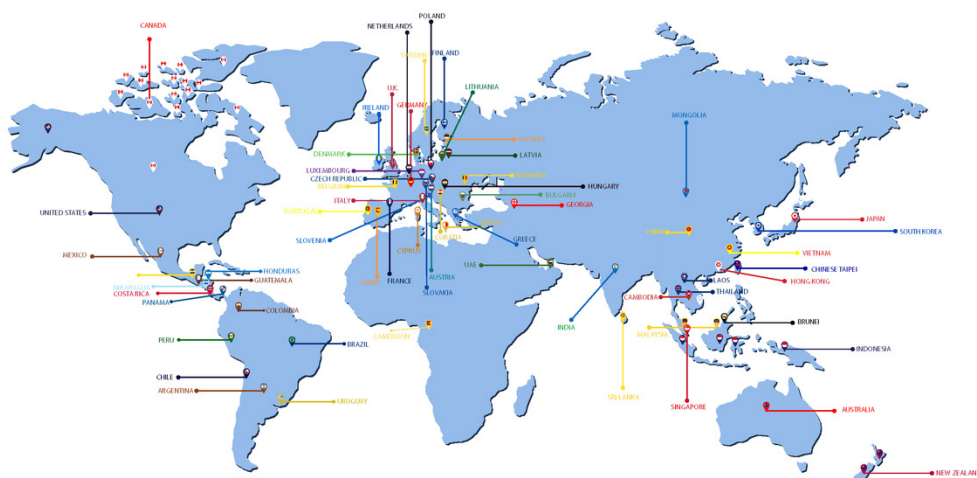 POLAND
CANADA
NETHERLANDS
FINLAND
U.K.
LITHUANIA
IRELAND
GERMANY
MONGOLIA
DENMARK
LATVIA
LUXEMBOURG
CZECH REPUBLIC
BELGIUM
HUNGARY
BULGARIA
ITALY
GEORGIA
UNITED STATES
PORTUGAL
JAPAN
SOUTH KOREA
SLOVENIA
CYPRUS
GREECE
VIETNAM
MEXICO
UAE
CHINESE TAIPEI
HONDURAS
GUATEMALA
AUSTRIA
FRANCE
LAOS
HONG KONG
NICARAGUA
COSTA RICA
SLOVAKIA
THAILAND
CAMBODIA
PANAMA
COLOMBIA
INDIA
BRUNEI
CAMEROON
MALAYSIA
PERU
BRAZIL
INDONESIA
CHILE
ARGENTINA
URUGURY
SRI LANKA
SINGAPORE
AUSTRALIA
NEW ZEALAN